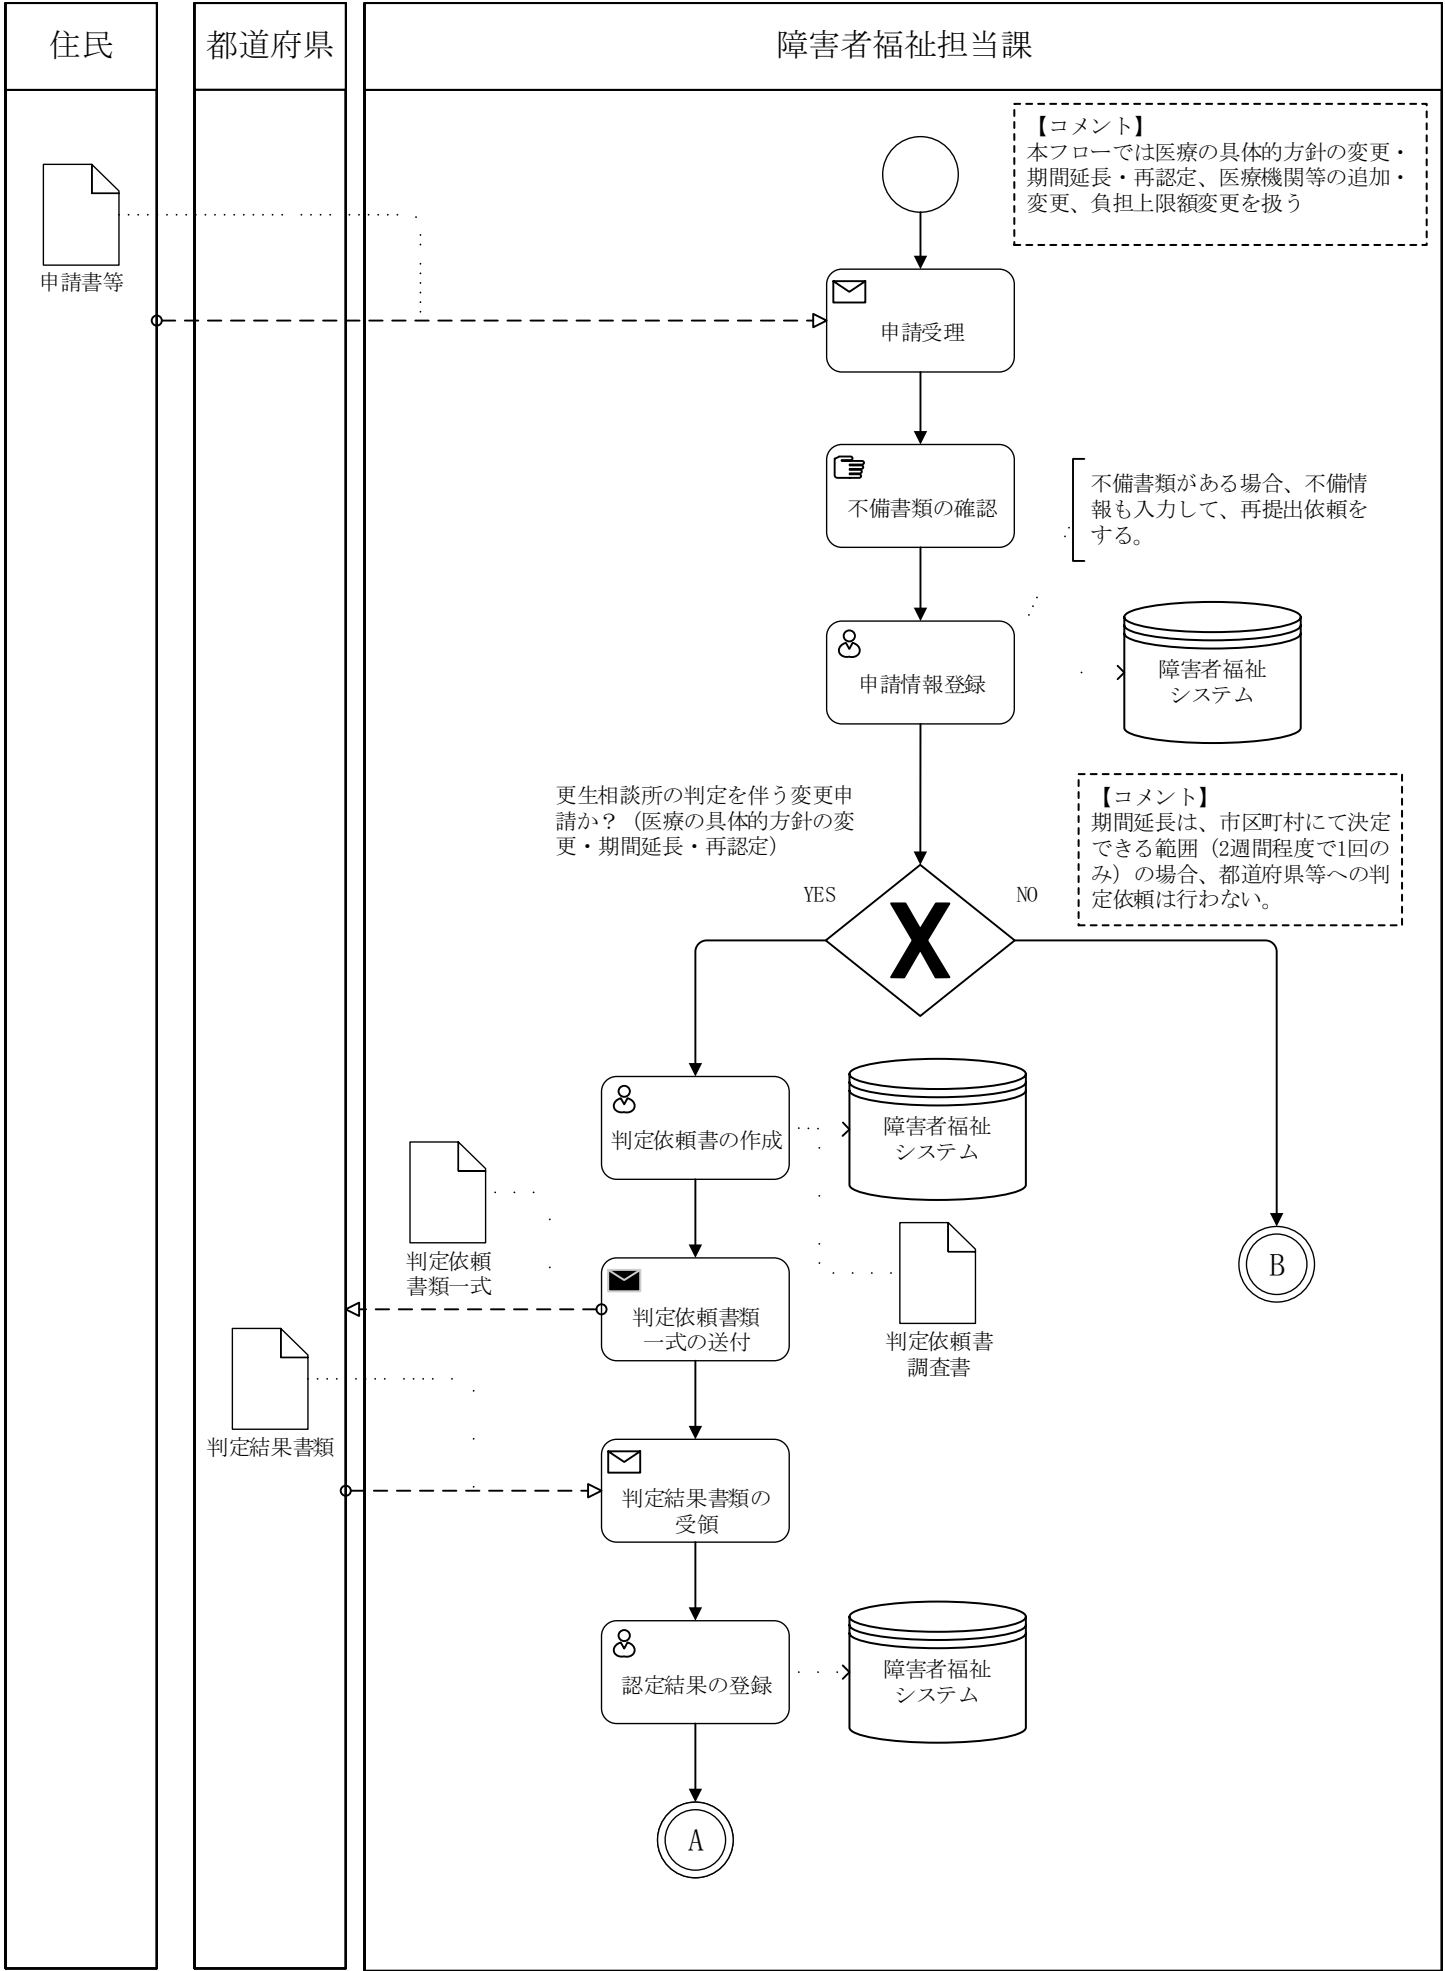 住民
都道府県
障害者福祉担当課
【コメント】
本フローでは医療の具体的方針の変更・
期間延長・再認定、医療機関等の追加・
変更、負担上限額変更を扱う
申請書等
申請受理
不備書類の確認
不備書類がある場合、不備情
報も入力して、再提出依頼を
する。
申請情報登録
障害者福祉
システム
更生相談所の判定を伴う変更申
請か？（医療の具体的方針の変
更・期間延長・再認定）
【コメント】
期間延長は、市区町村にて決定
できる範囲（2週間程度で1回の
み）の場合、都道府県等への判
定依頼は行わない。
YES
NO
X
判定依頼書の作成
障害者福祉
システム
判定依頼
書類一式
判定依頼書類
一式の送付
判定依頼書
調査書
B
判定結果書類
判定結果書類の
受領
認定結果の登録
障害者福祉
システム
A